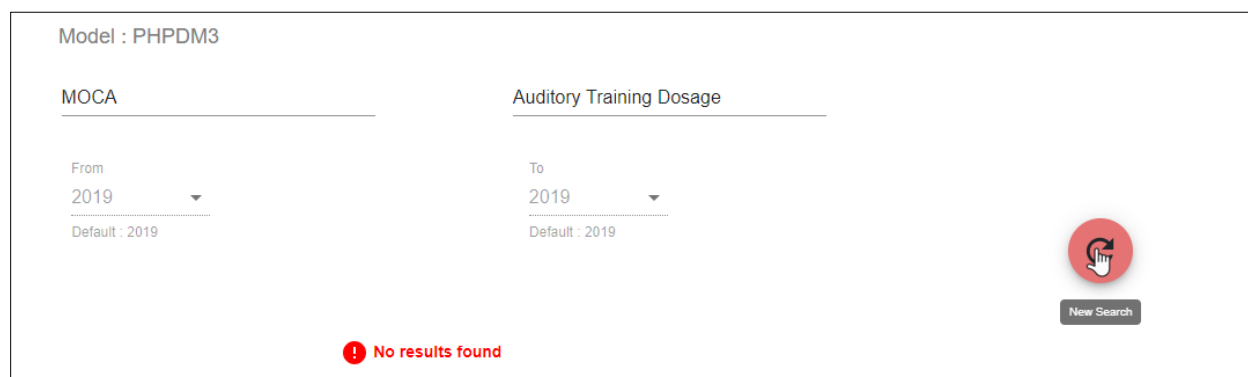 Model : PHPDM3
MOCA
Auditory Training Dosage
From
To
2019
2019
Default : 2019
Default : 2019
New Search
No results found